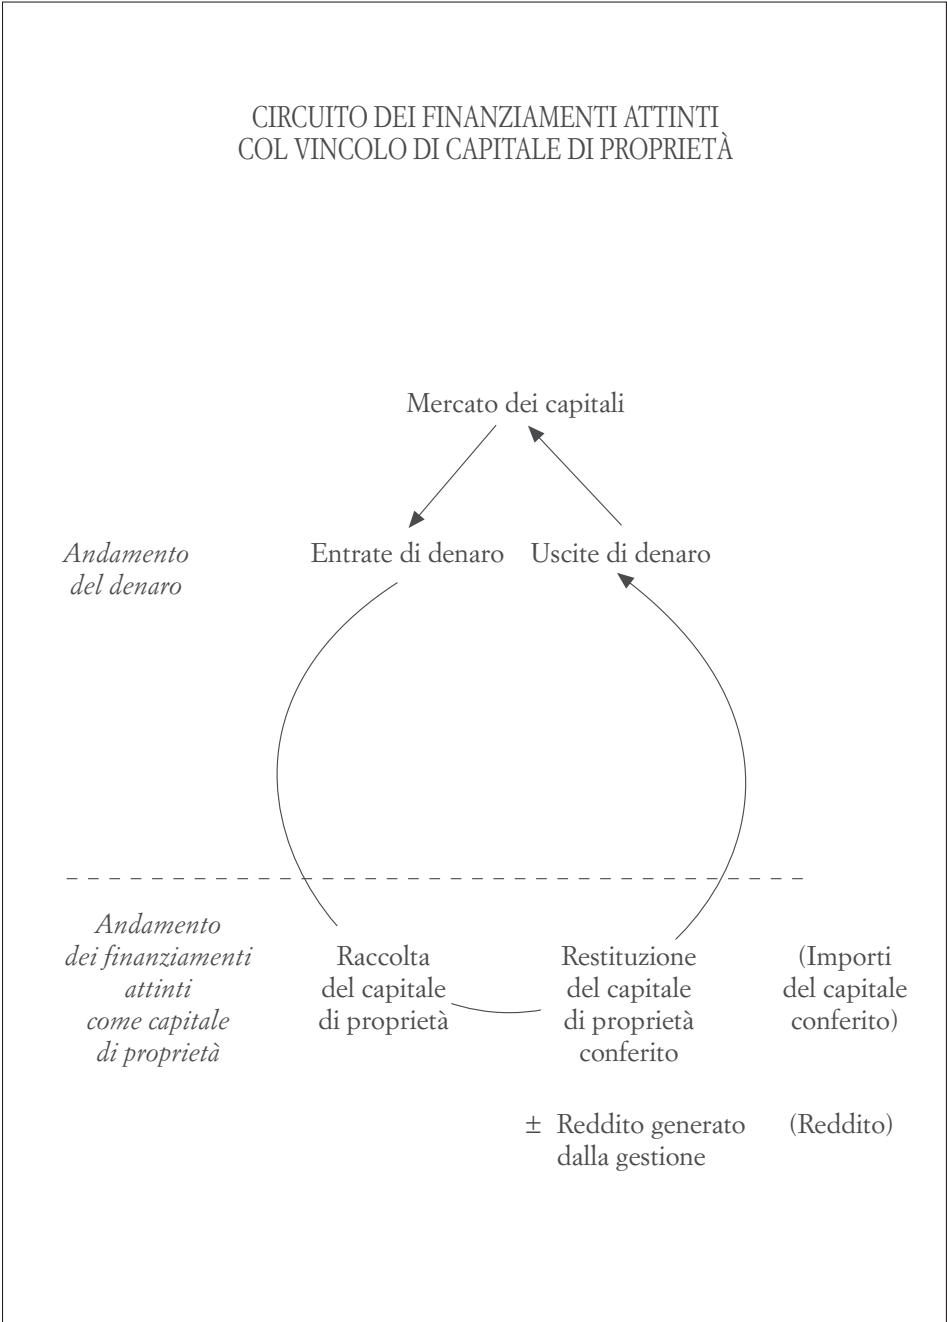 CIRCUITO DEI FINANZIAMENTI ATTINTI
COL VINCOLO DI CAPITALE DI PROPRIETÀ
Mercato dei capitali
Andamento
del denaro
Entrate di denaro
Uscite di denaro
Andamento
dei finanziamenti
attinti
come capitale
di proprietà
Raccolta
del capitale
di proprietà
Restituzione
del capitale
di proprietà
conferito
(Importi
del capitale
conferito)
± Reddito generato
dalla gestione
(Reddito)